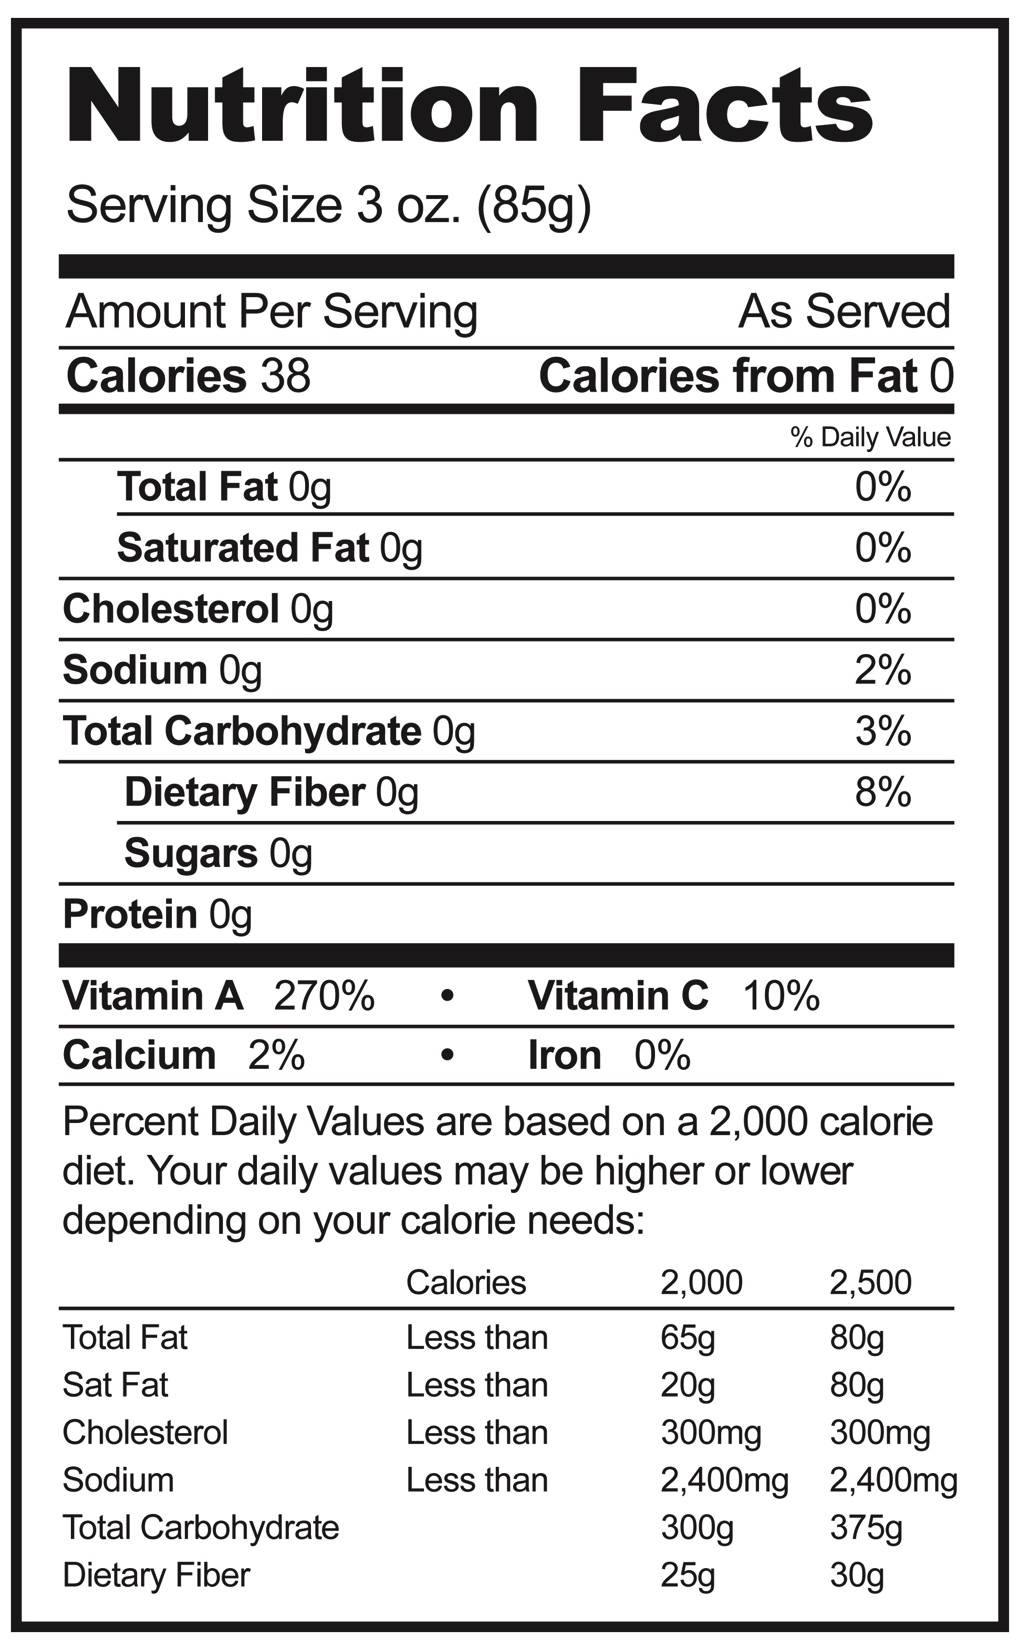 Nutrition Facts
Serving Size 3 oz. (85g)
Amount Per Serving As Served
Calories 38 Calories from Fat 0
% Daily Value
Total Fat 0g 0%
Saturated Fat 0g 0%
Cholesterol 0g 0%
Sodium 0g 2%
Total Carbohydrate 0g 3%
Dietary Fiber 0g 8%
Sugars 0g
Protein 0g
Vitamin A 270% • Vitamin C 10%
Calcium 2% • Iron 0%
Percent Daily Values are based on a 2,000 calorie
diet. Your daily values may be higher or lower
depending on your calorie needs:
Calories 2,000 2,500
Total Fat Less than 65g 80g
Sat Fat Less than 20g 80g
Cholesterol Less than 300mg 300mg
Sodium Less than 2,400mg 2,400mg
Total Carbohydrate 300g 375g
Dietary Fiber 25g 30g